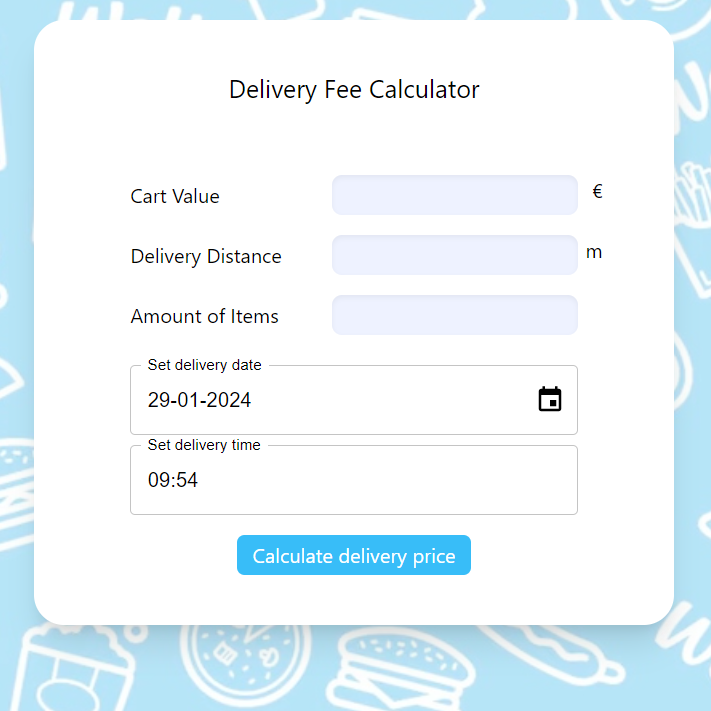 Delivery Fee Calculator
Cart Value €
Delivery Distance m
Amount of Items
Set delivery date
29-01-2024
Set delivery time
09:54
Calculate delivery price